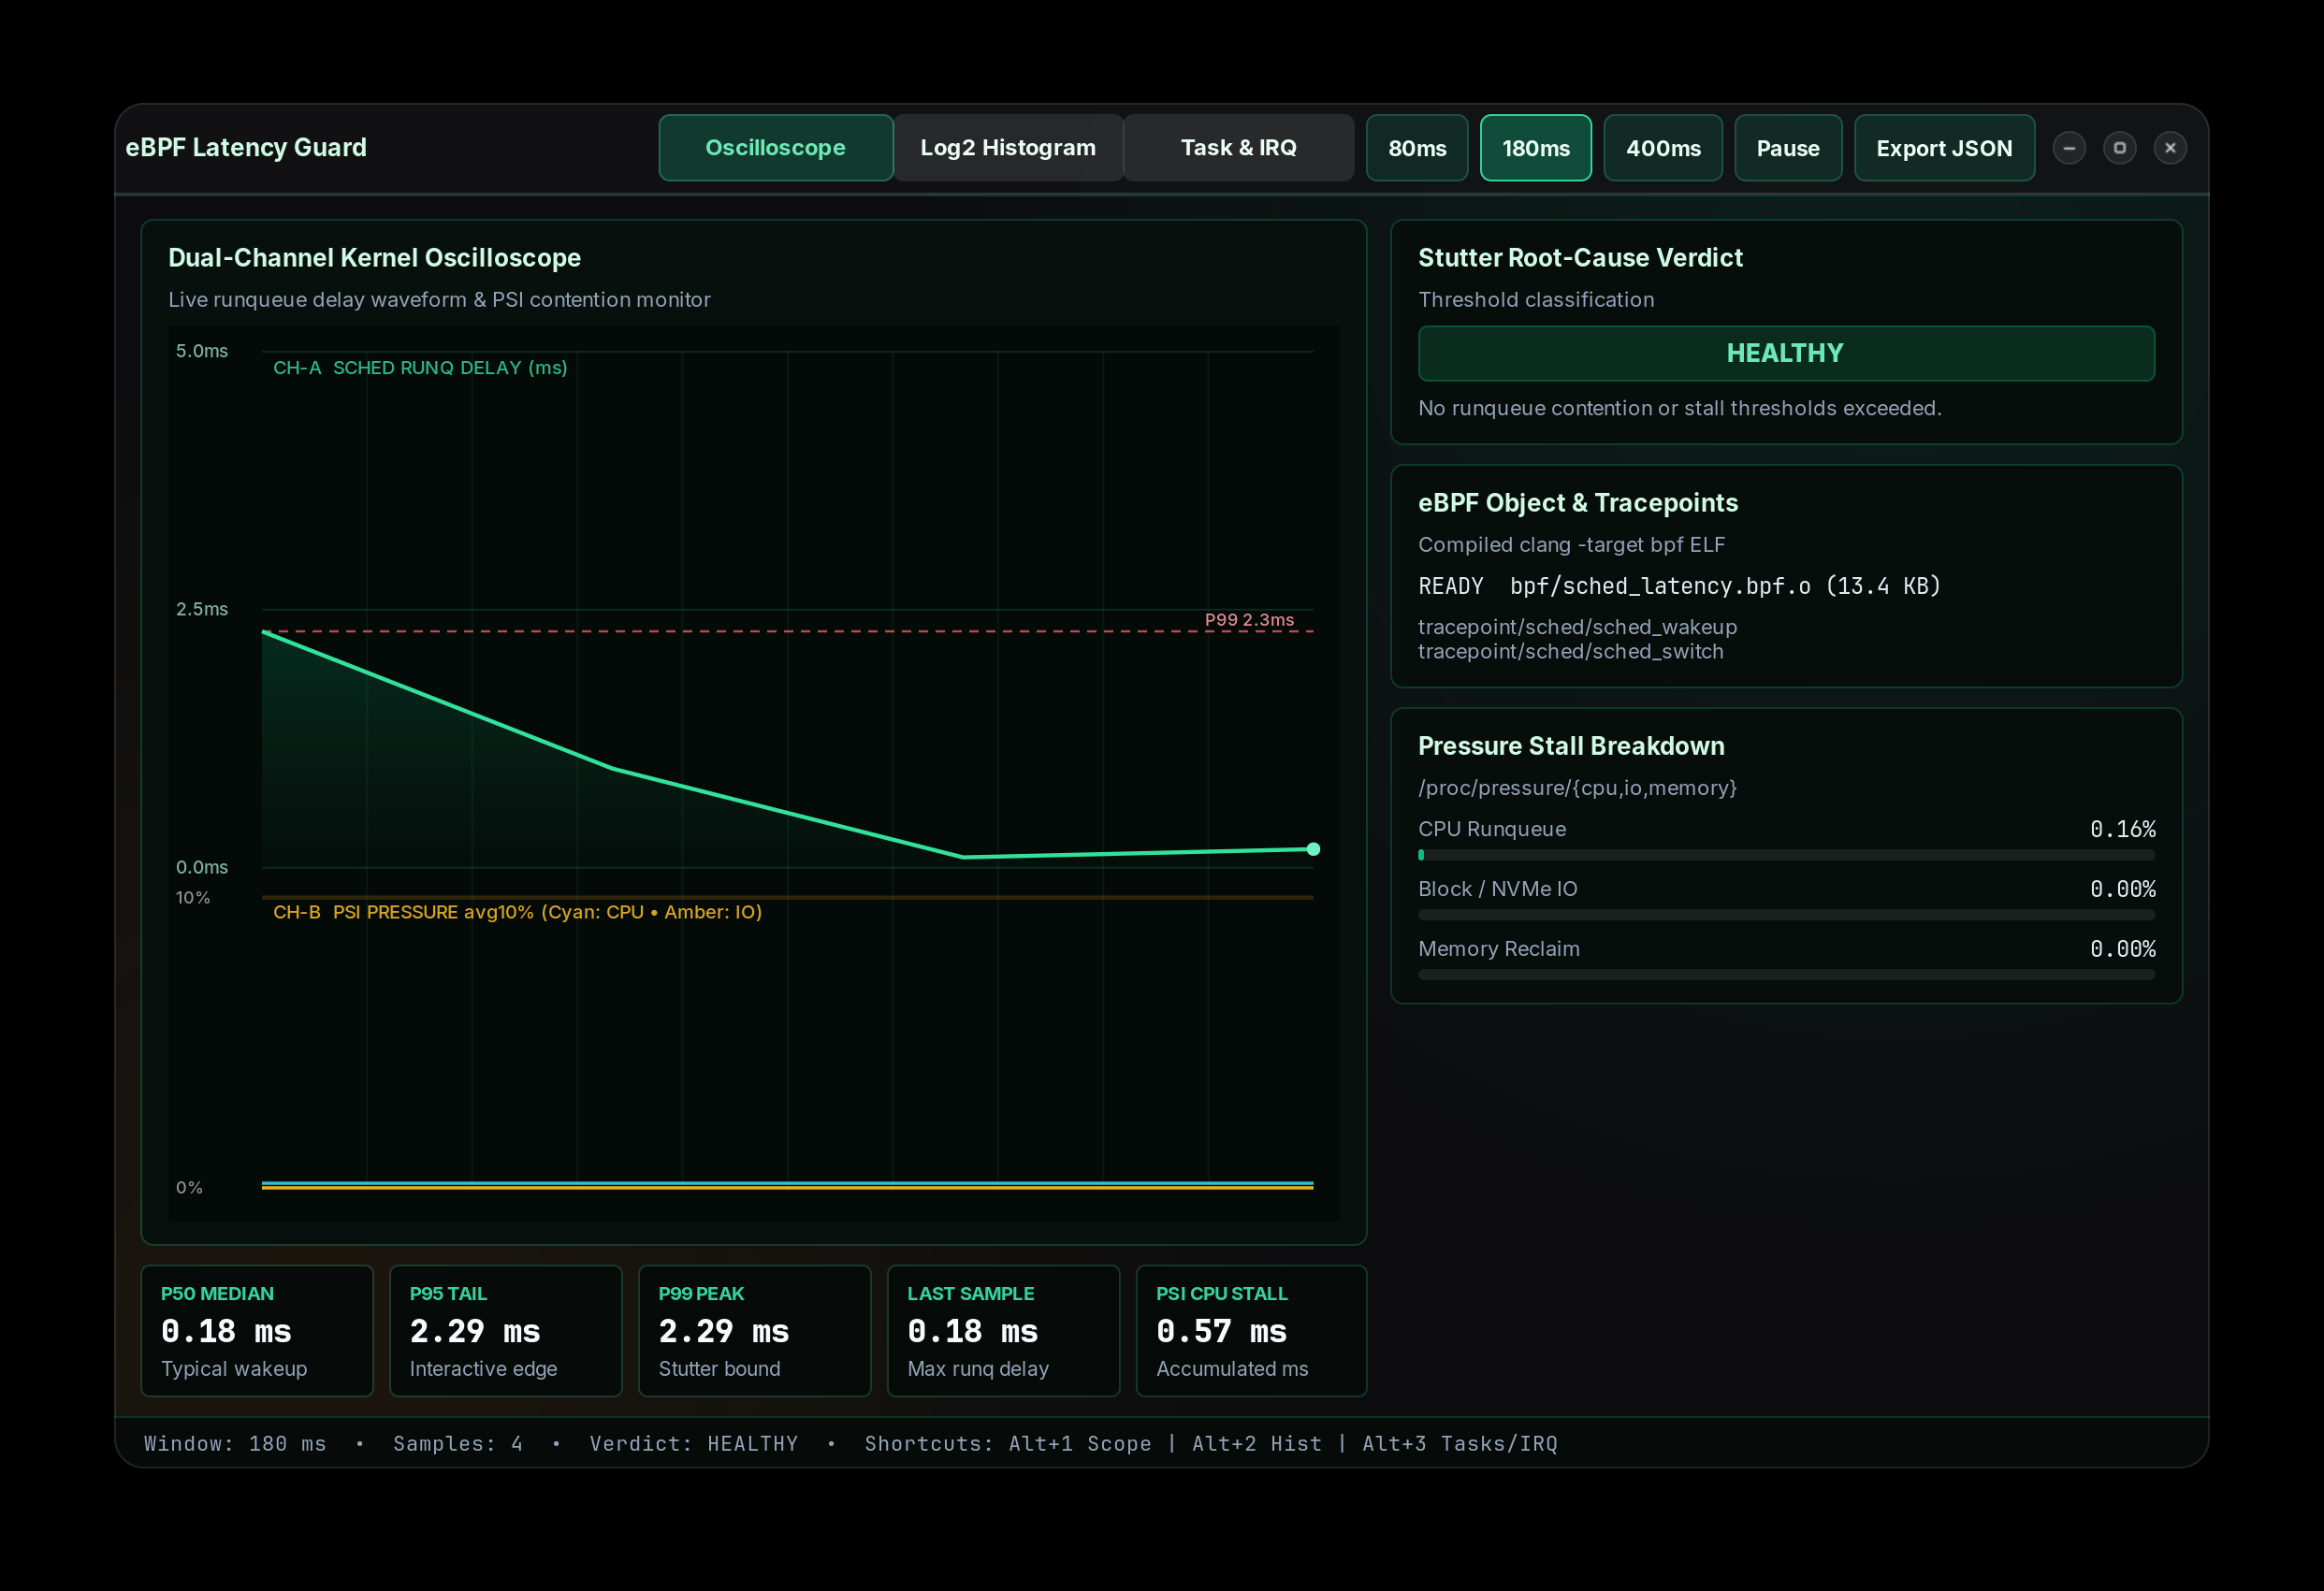 eBPF Latency Guard
Oscilloscope
Log2 Histogram
Task & IRQ
80ms
180ms
400ms
Pause
Export JSON
Dual-Channel Kernel Oscilloscope
Live runqueue delay waveform & PSI contention monitor
5.0ms
CH-A SCHED RUNQ DELAY (ms)
2.5ms
P99 2.3ms
0.0ms
10%
CH-B PSI PRESSURE avg10% (Cyan: CPU • Amber: IO)
0%
P50 MEDIAN
0.18 ms
Typical wakeup
P95 TAIL
2.29 ms
Interactive edge
P99 PEAK
2.29 ms
Stutter bound
LAST SAMPLE
0.18 ms
Max runq delay
PSI CPU STALL
0.57 ms
Accumulated ms
Stutter Root-Cause Verdict
Threshold classification
HEALTHY
No runqueue contention or stall thresholds exceeded.
eBPF Object & Tracepoints
Compiled clang -target bpf ELF
READY bpf/sched_latency.bpf.o (13.4 KB)
tracepoint/sched/sched_wakeup
tracepoint/sched/sched_switch
Pressure Stall Breakdown
/proc/pressure/{cpu,io,memory}
CPU Runqueue 0.16%
Block / NVMe IO 0.00%
Memory Reclaim 0.00%
Window: 180 ms • Samples: 4 • Verdict: HEALTHY • Shortcuts: Alt+1 Scope | Alt+2 Hist | Alt+3 Tasks/IRQ